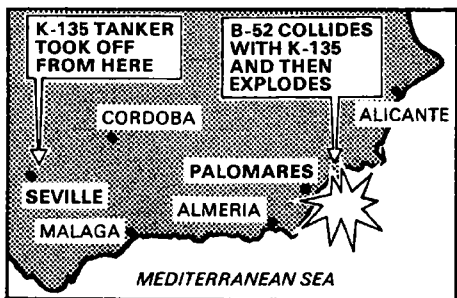 K-135 TANKER
TOOK OFF
FROM HERE
B-52 COLLIDES
WITH K-135
AND THEN
EXPLODES
ALICANTE
CORDOBA
PALOMARES
SEVILLE
ALMERIA
MALAGA
MEDITERRANEAN SEA